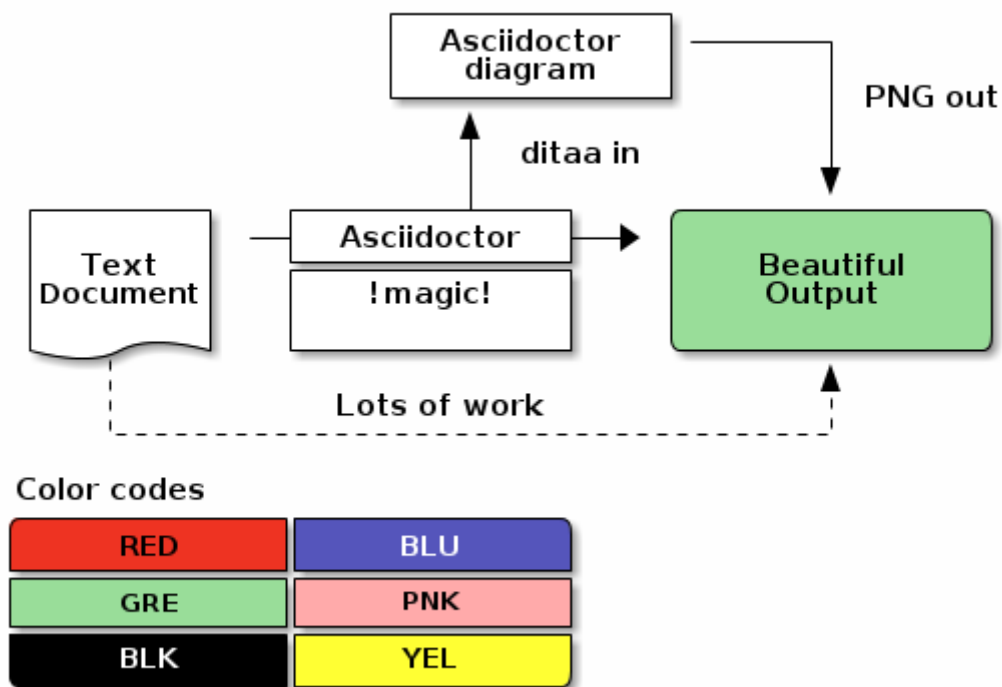 Asciidoctor
diagram
PNG out
ditaa in
Text
Document
Asciidoctor
!magic!
Beautiful
Output
Lots of work
Color codes
RED
BLU
GRE
PNK
BLK
YEL